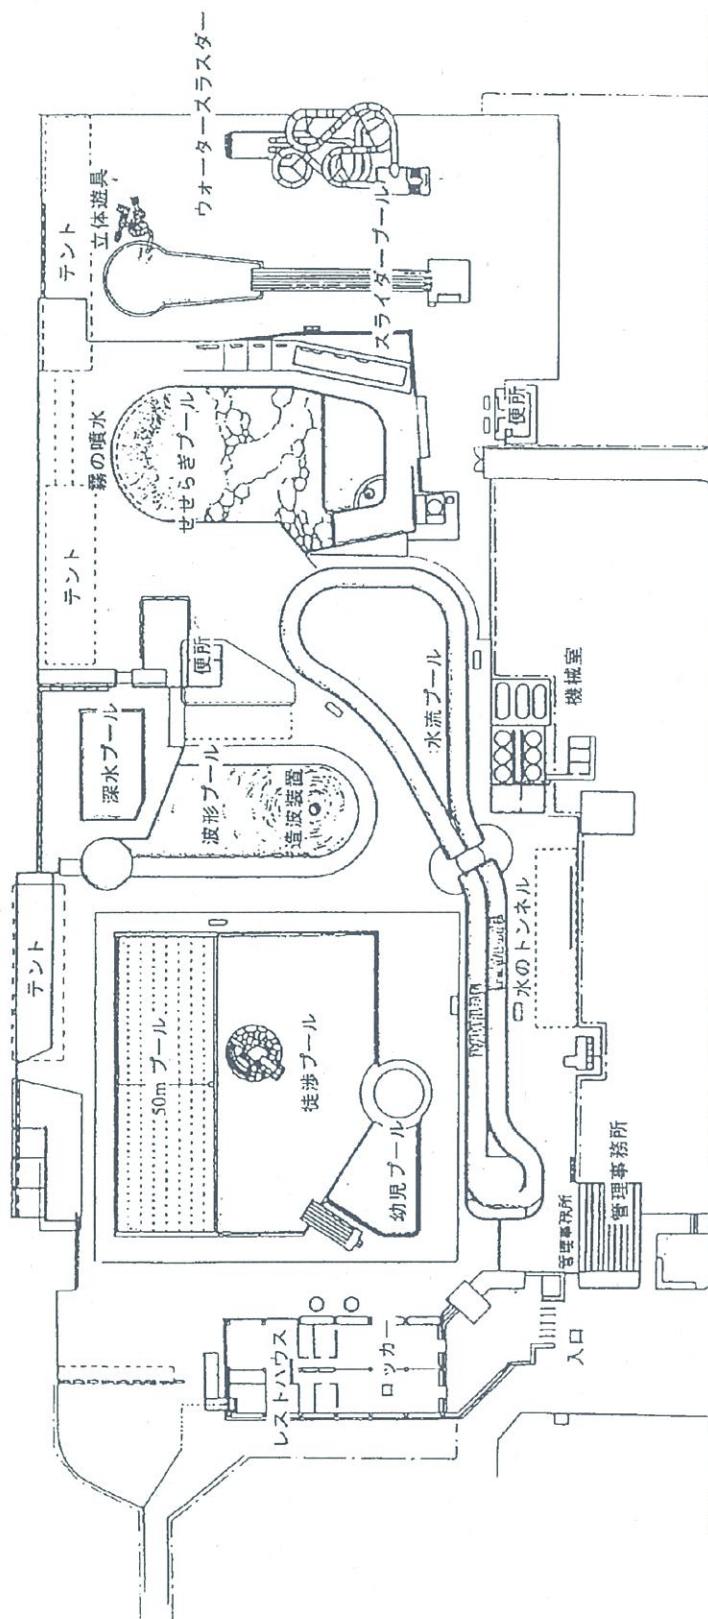 ウォータースラスダー
立体遊具
テント
スライダープール
霧の噴水
せせらぎプール
便所
テント
便所
深水プール
波形プール
造波装置
水流プール
機械室
テント
50m プール
徒渉プール
幼児プール
水のトンネル
管理事務所
管理事務所
レストハウス
ロッカー
入口